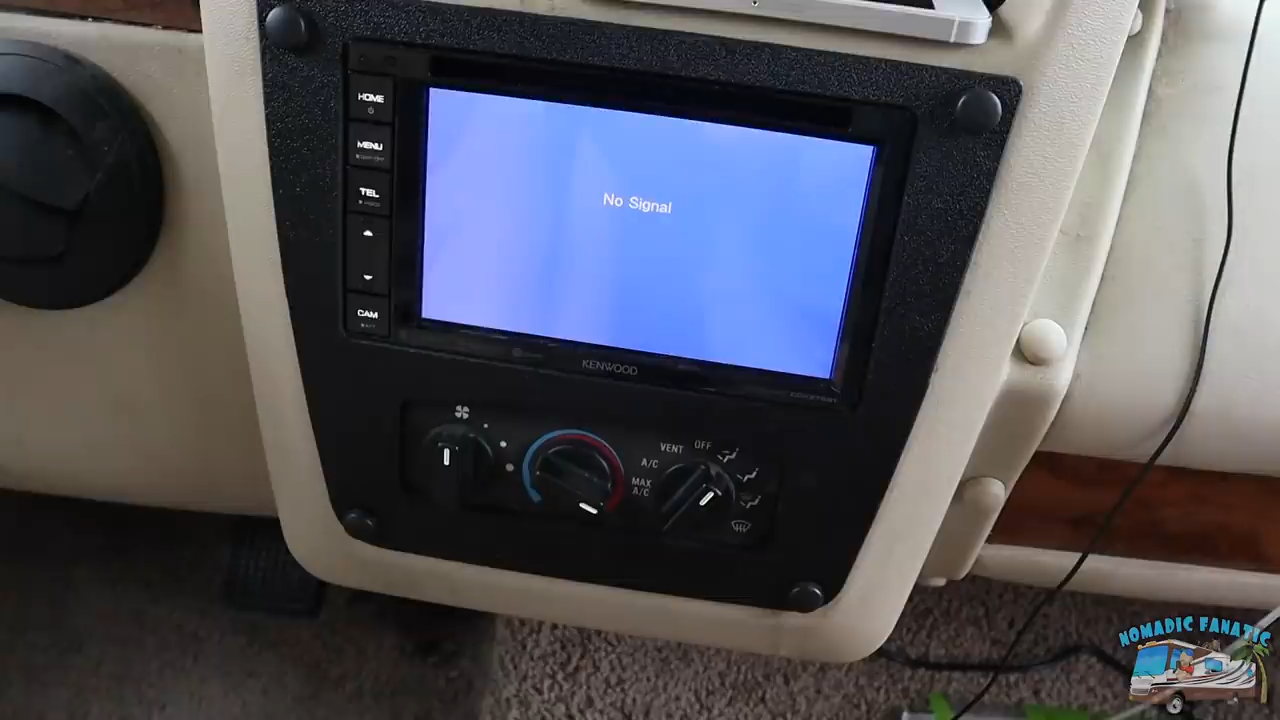 HOME
MENU
TEL
CAM
No Signal
KENWOOD
VENT
OFF
A/C
MAX
A/C
NOMADIC FANATIC